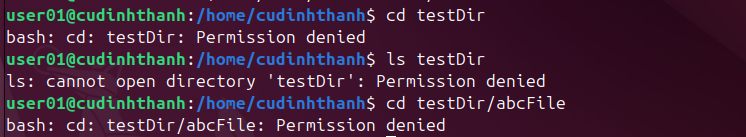 user01@cudinhthanh:/home/cudinhthanh$ cd testDir
bash: cd: testDir: Permission denied
user01@cudinhthanh:/home/cudinhthanh$ ls testDir
ls: cannot open directory 'testDir': Permission denied
user01@cudinhthanh:/home/cudinhthanh$ cd testDir/abcFile
bash: cd: testDir/abcFile: Permission denied